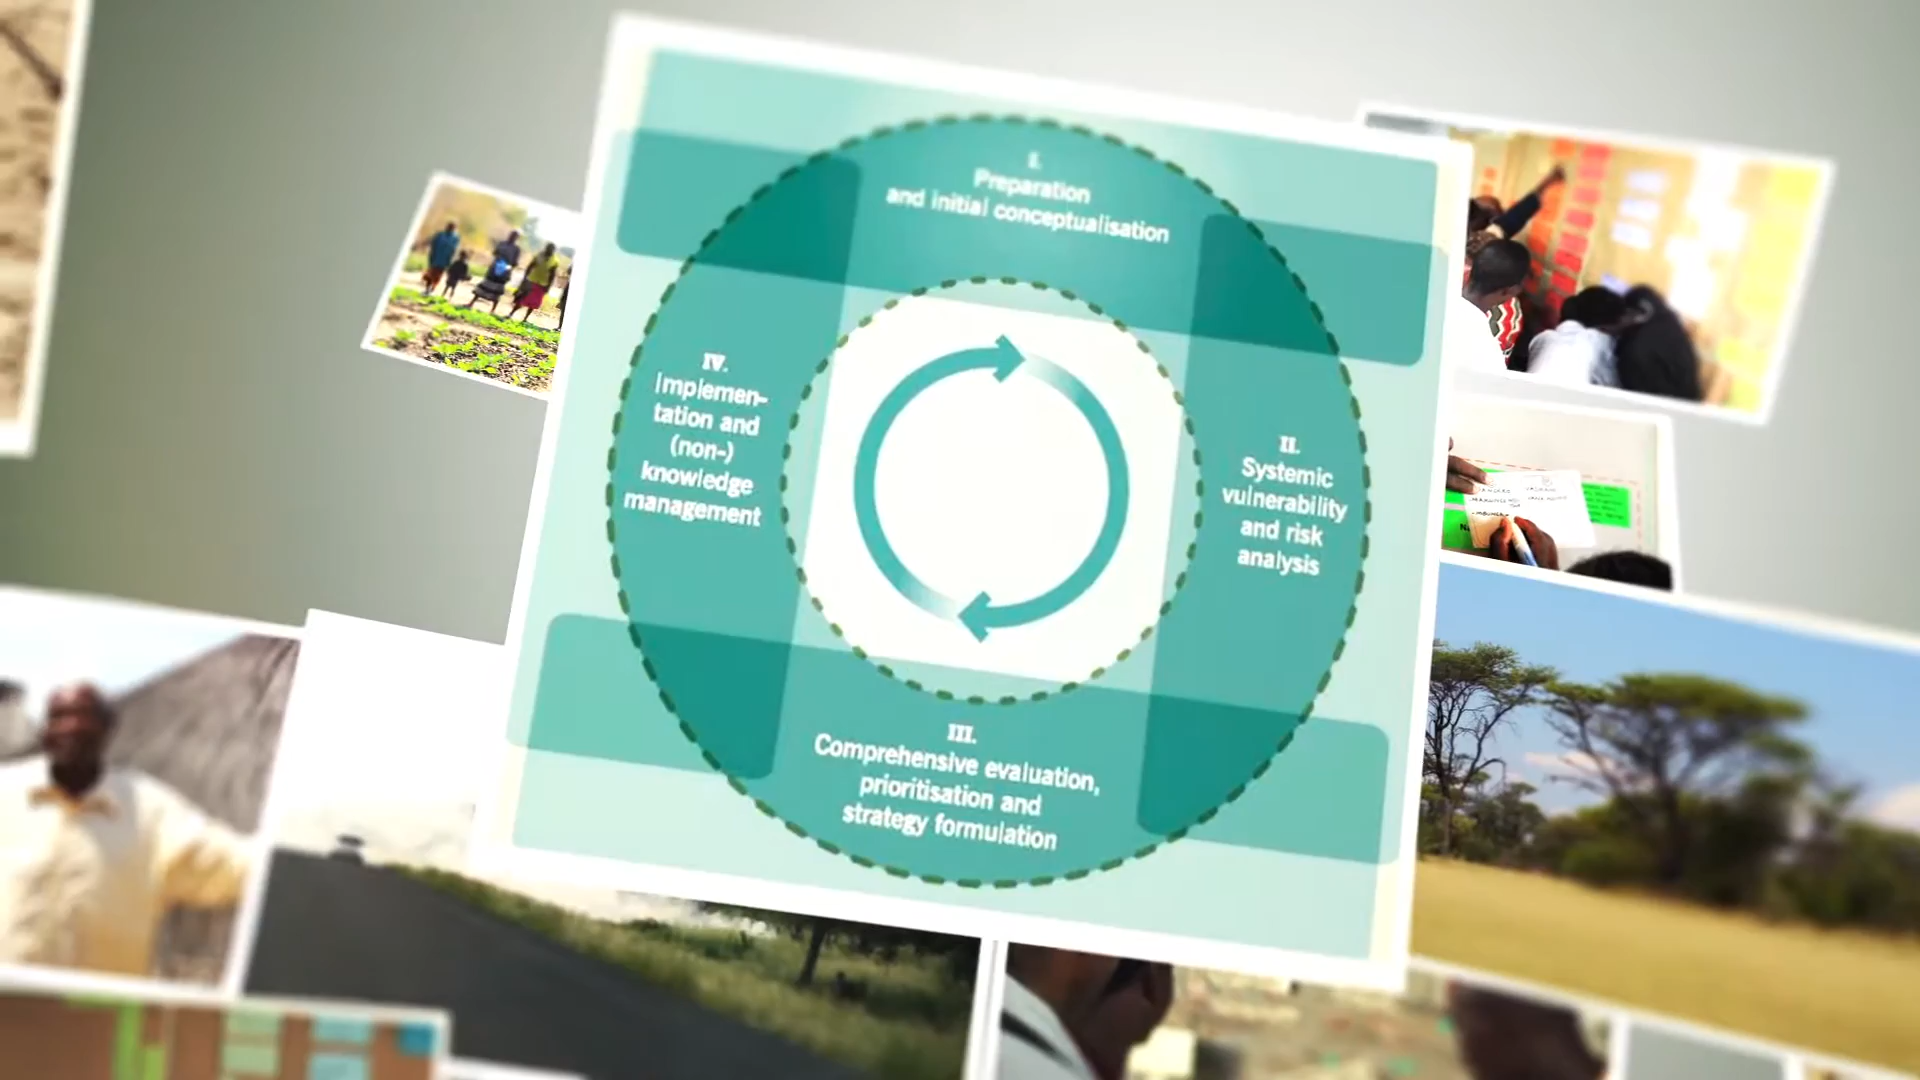 I.
Preparation
and initial conceptualisation
II.
Systemic
vulnerability
and risk
analysis
III.
Comprehensive evaluation,
prioritisation and
strategy formulation
IV.
Implemen-
tation and
(non-)
knowledge
management